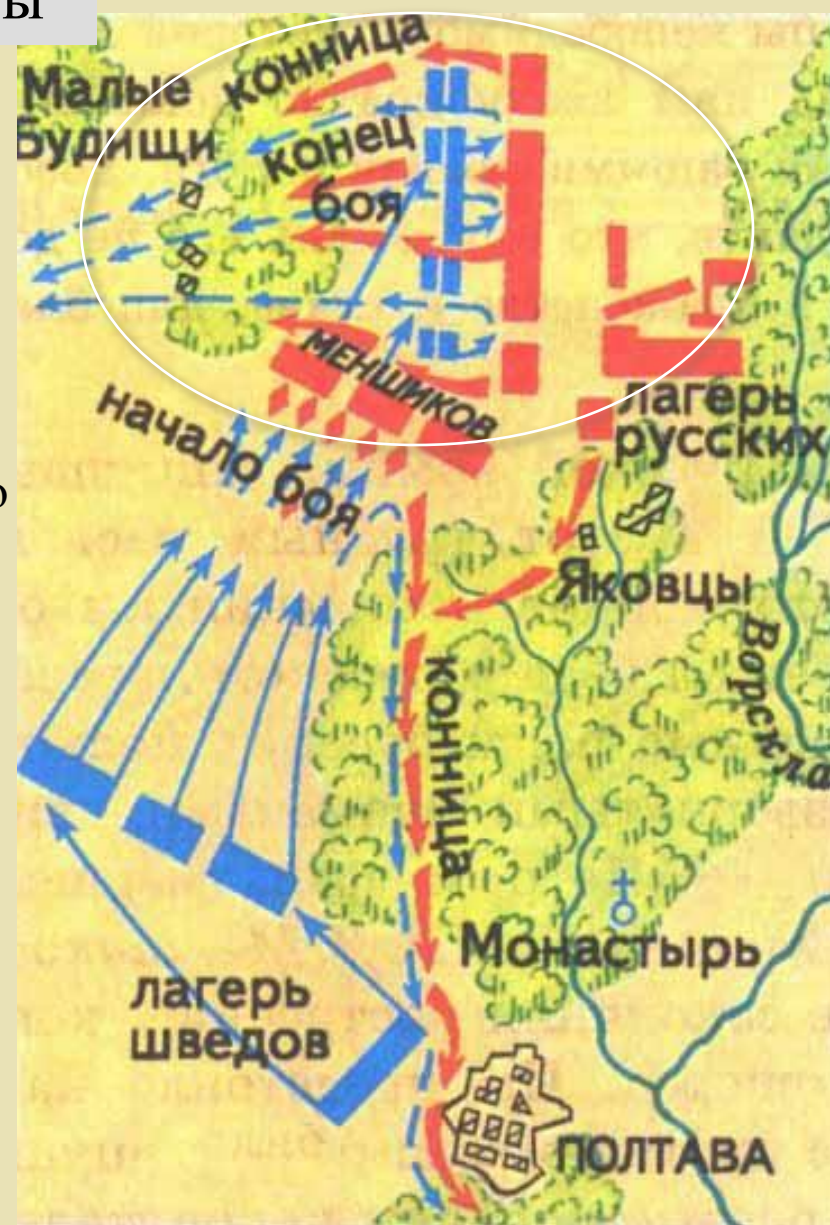 ы
конница
Малые
Будищи
конец
боя
МЕНШИКОВ
начало боя
лагерь
русских
о
Яковцы
Ворскла
конница
Монастырь
лагерь
шведов
ПОЛТАВА